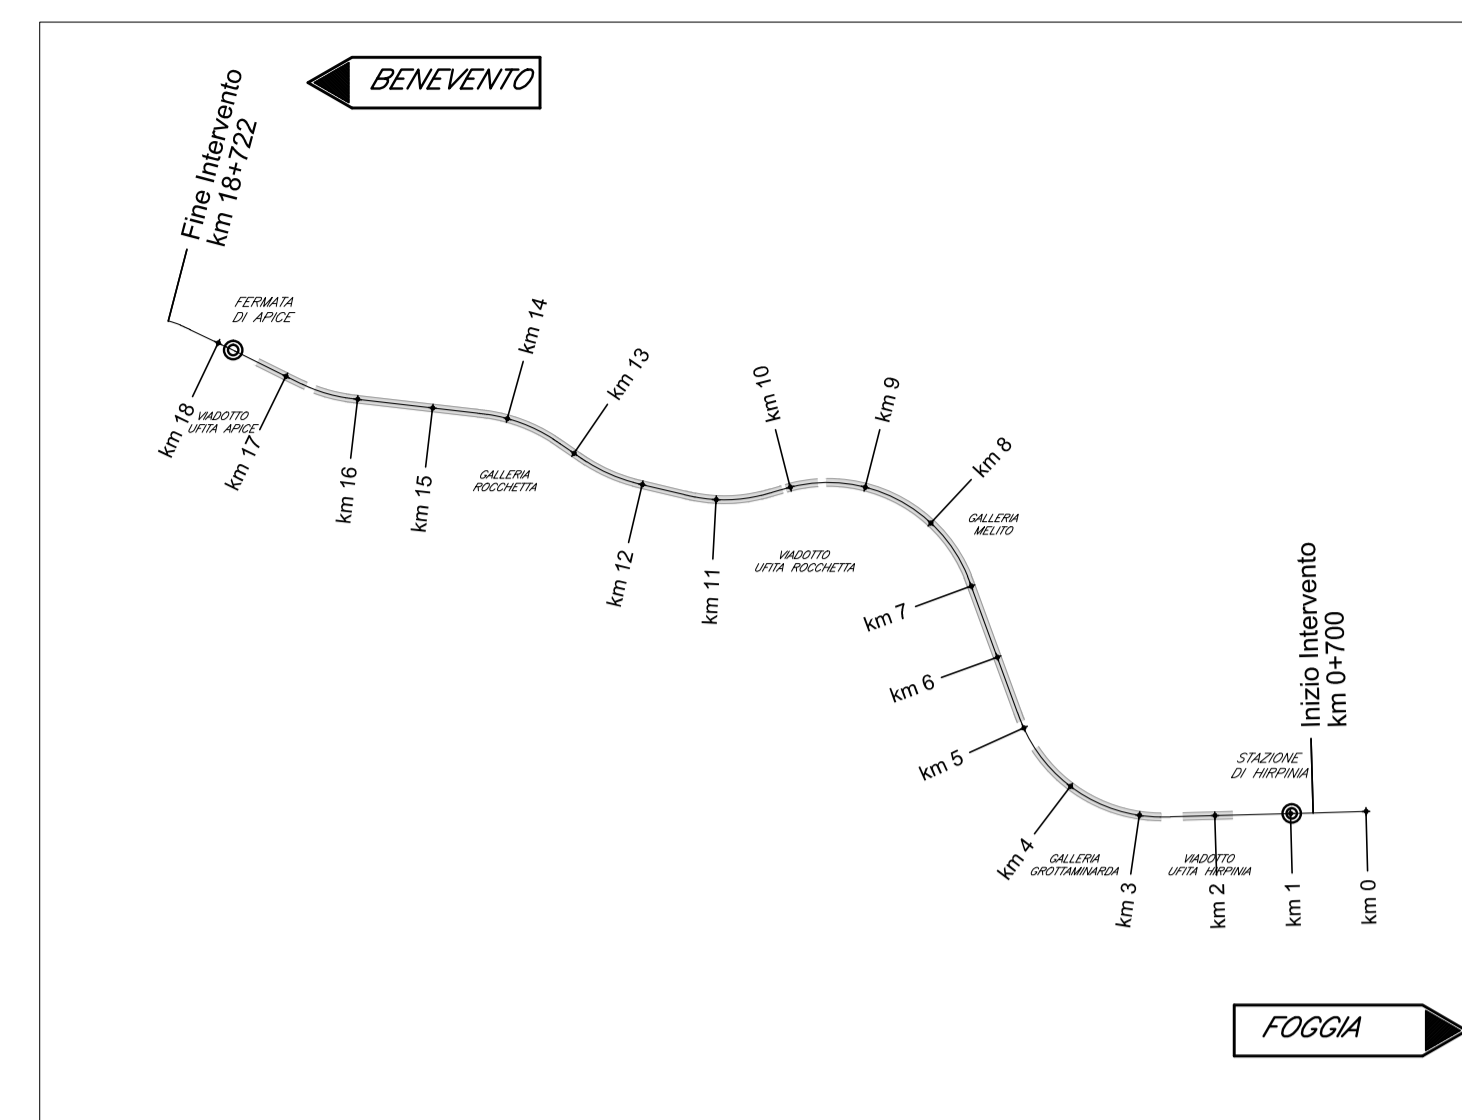 BENEVENTO
Fine Intervento
km 18+722
FERMATA
DI APICE
km 18
VIADOTTO
UFITA APICE
km 17
km 16
km 15
km 14
GALLERIA
ROCCHETTA
km 13
km 12
km 11
km 10
VIADOTTO
UFITA ROCCHETTA
km 9
km 8
GALLERIA
MELITO
km 7
km 6
km 5
km 4
GALLERIA
GROTTAMINARDA
km 3
VIADOTTO
UFITA HIRPINIA
km 2
STAZIONE
DI HIRPINIA
Inizio Intervento
km 0+700
km 1
km 0
FOGGIA